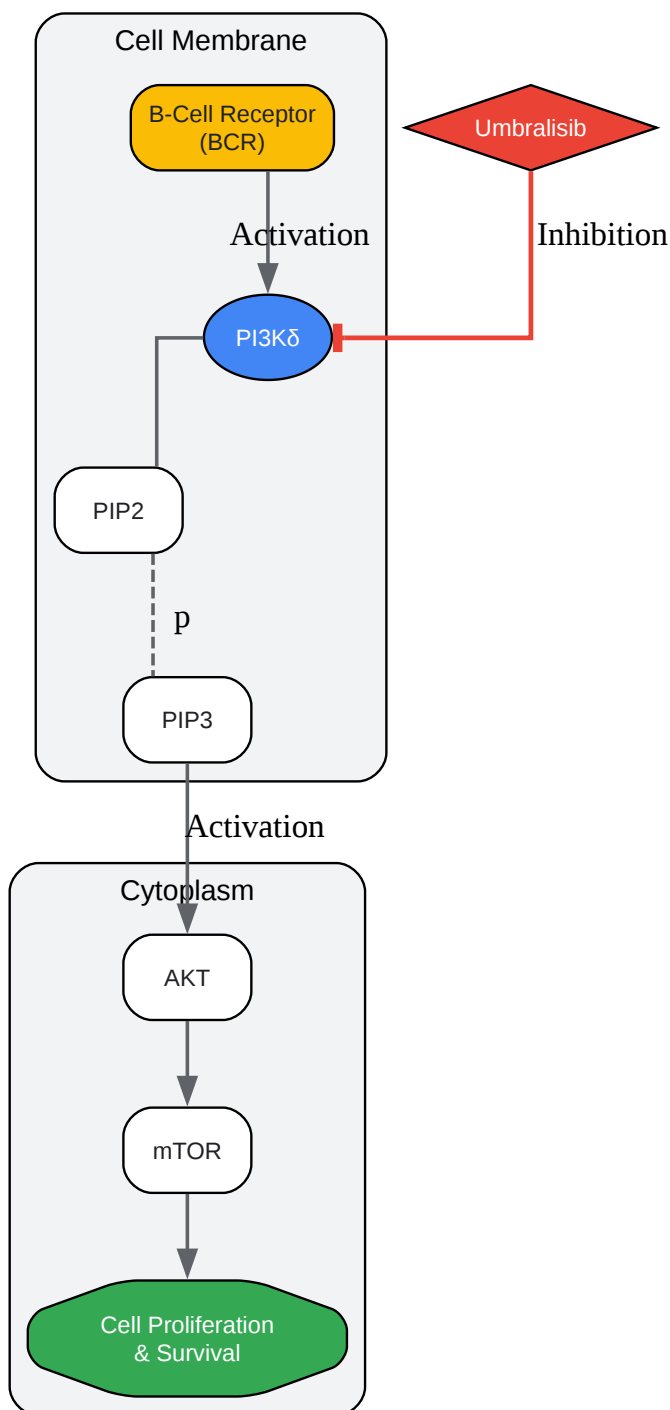 Cell Membrane
B-Cell Receptor
(BCR)
Umbralisib
Activation
Inhibition
PI3Kδ
PIP2
p
PIP3
Activation
Cytoplasm
AKT
mTOR
Cell Proliferation
& Survival